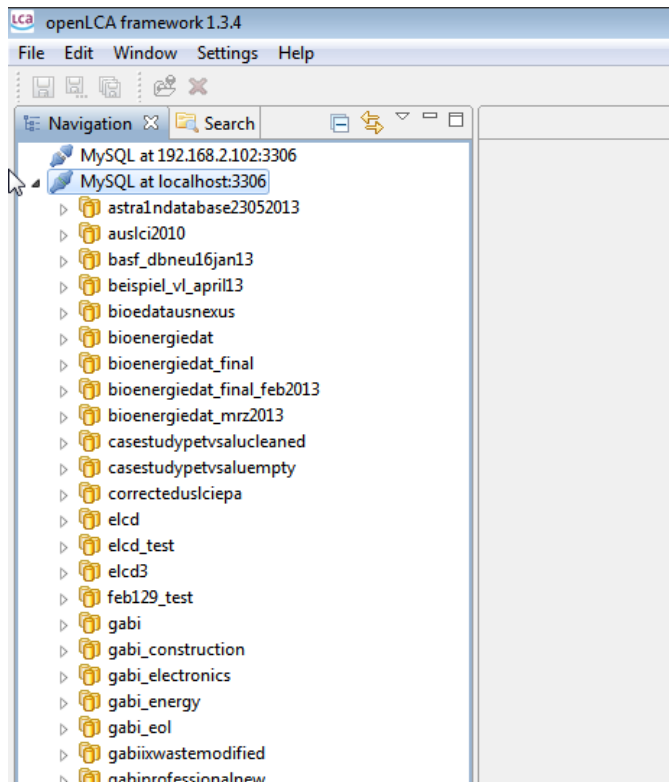 LCA openLCA framework 1.3.4
File Edit Window Settings Help
Navigation Search
MySQL at 192.168.2.102:3306
MySQL at localhost:3306
astra1ndatabase23052013
auslci2010
basf_dbneu16jan13
beispiel_vl_april13
bioedatausnexus
bioenergiedat
bioenergiedat_final
bioenergiedat_final_feb2013
bioenergiedat_mrz2013
casestudypetvsalucleaned
casestudypetvsaluempty
correcteduslciepa
elcd
elcd_test
elcd3
feb129_test
gabi
gabi_construction
gabi_electronics
gabi_energy
gabi_eol
gabiixwastemodified
gabiprofessionalnew